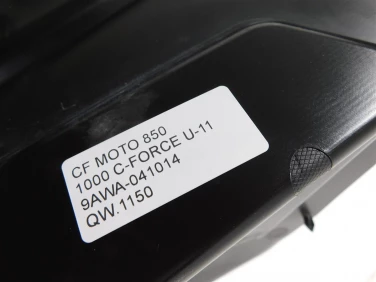 CF MOTO 850
1000 C-FORCE U-11
9AWA-041014
QW.1150